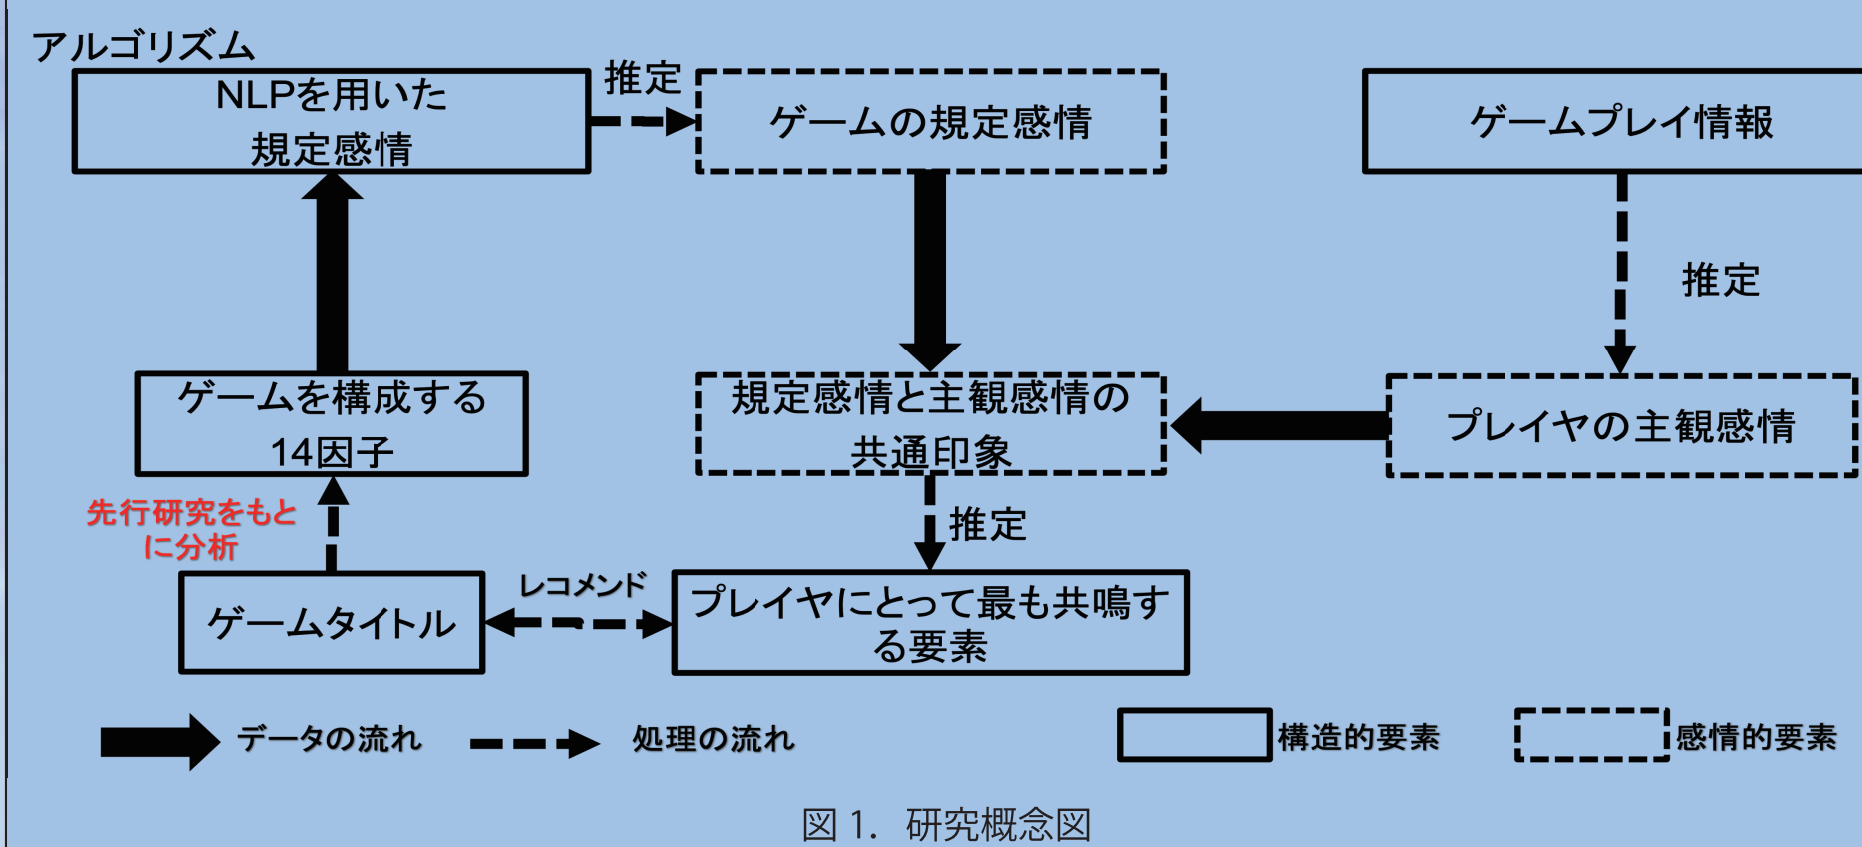 アルゴリズム
NLPを用いた
規定感情
推定
ゲームの規定感情
ゲームプレイ情報
推定
ゲームを構成する
14因子
規定感情と主観感情の
共通印象
プレイヤの主観感情
先行研究をもと
に分析
推定
ゲームタイトル
レコメンド
プレイヤにとって最も共鳴す
る要素
データの流れ
処理の流れ
構造的要素
感情的要素
図 1. 研究概念図